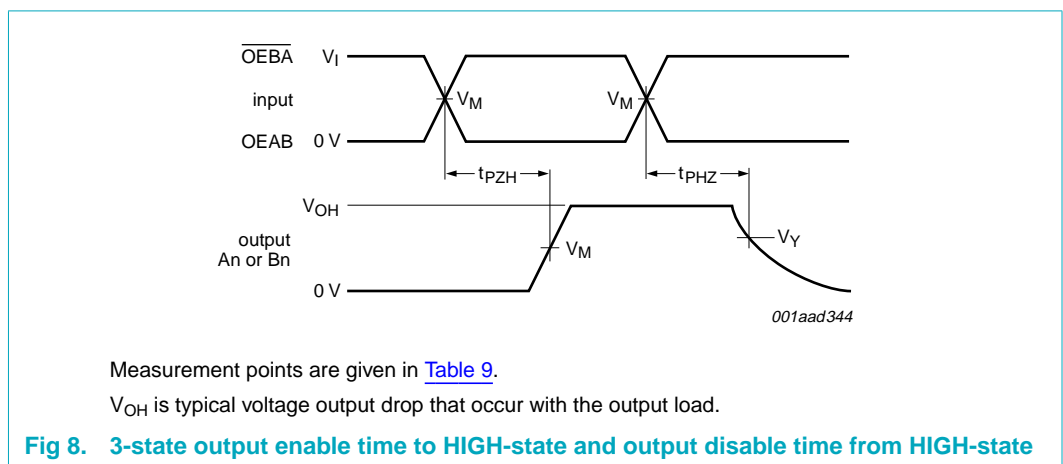 OEBA V_I
input V_M V_M
OEAB 0 V
t_PZH t_PHZ
V_OH
output
An or Bn V_M V_Y
0 V
001aad344
Measurement points are given in Table 9.
V_OH is typical voltage output drop that occur with the output load.
Fig 8. 3-state output enable time to HIGH-state and output disable time from HIGH-state